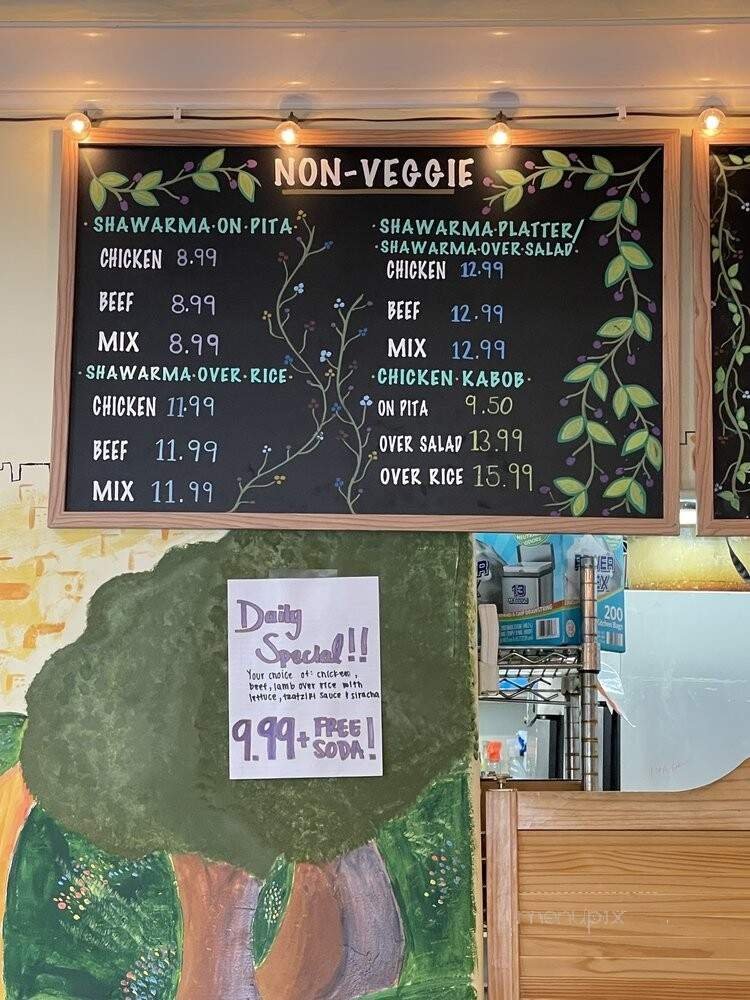 NON-VEGGIE
· SHAWARMA·ON·PITA·
CHICKEN 8.99
BEEF 8.99
MIX 8.99
· SHAWARMA·OVER·RICE·
CHICKEN 11.99
BEEF 11.99
MIX 11.99
· SHAWARMA·PLATTER/
· SHAWARMA·OVER·SALAD·
CHICKEN 12.99
BEEF 12.99
MIX 12.99
· CHICKEN·KABOB·
ON PITA 9.50
OVER SALAD 13.99
OVER RICE 15.99
Daily
Special!!
Your choice of: chicken,
beef, lamb over rice with
lettuce, tzatziki sauce & siracha
9.99 + FREE
SODA!
13
200
menupix